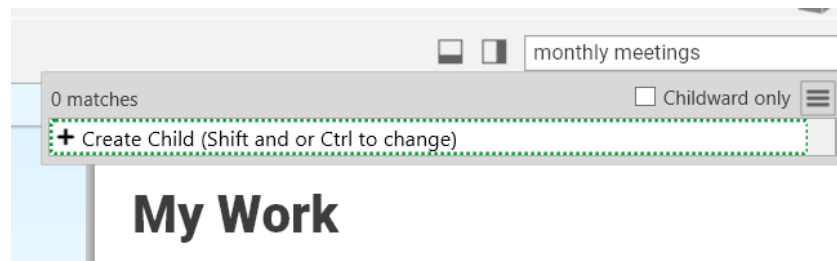 monthly meetings
0 matches Childward only
Create Child (Shift and or Ctrl to change)
My Work